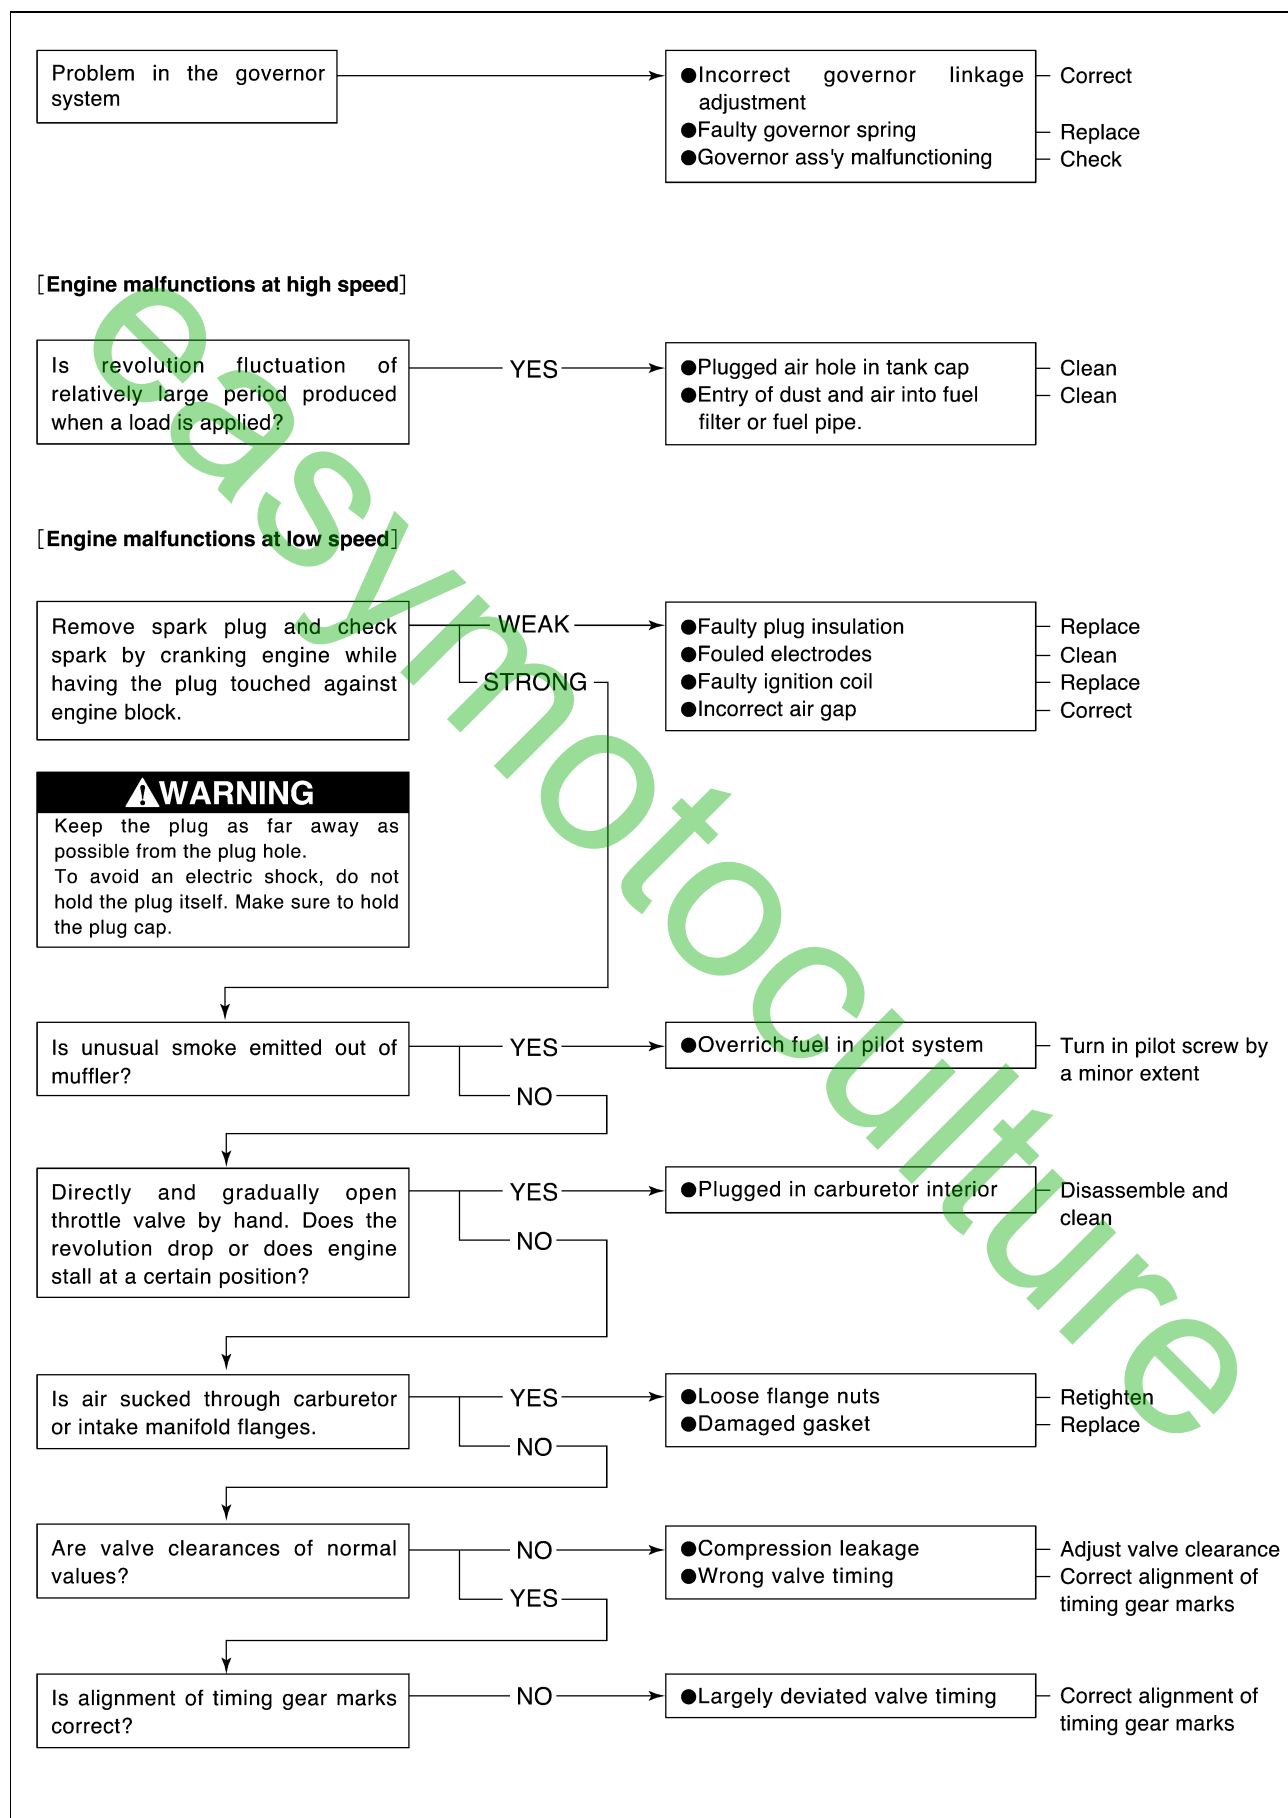 Problem in the governor
system
●Incorrect governor linkage
adjustment
●Faulty governor spring
●Governor ass'y malfunctioning
Correct
Replace
Check
[Engine malfunctions at high speed]
Is revolution fluctuation of
relatively large period produced
when a load is applied?
YES
●Plugged air hole in tank cap
●Entry of dust and air into fuel
filter or fuel pipe.
Clean
Clean
[Engine malfunctions at low speed]
Remove spark plug and check
spark by cranking engine while
having the plug touched against
engine block.
WEAK
STRONG
●Faulty plug insulation
●Fouled electrodes
●Faulty ignition coil
●Incorrect air gap
Replace
Clean
Replace
Correct
⚠WARNING
Keep the plug as far away as
possible from the plug hole.
To avoid an electric shock, do not
hold the plug itself. Make sure to hold
the plug cap.
Is unusual smoke emitted out of
muffler?
YES
NO
●Overrich fuel in pilot system
Turn in pilot screw by
a minor extent
Directly and gradually open
throttle valve by hand. Does the
revolution drop or does engine
stall at a certain position?
YES
NO
●Plugged in carburetor interior
Disassemble and
clean
Is air sucked through carburetor
or intake manifold flanges.
YES
NO
●Loose flange nuts
●Damaged gasket
Retighten
Replace
Are valve clearances of normal
values?
NO
YES
●Compression leakage
●Wrong valve timing
Adjust valve clearance
Correct alignment of
timing gear marks
Is alignment of timing gear marks
correct?
NO
●Largely deviated valve timing
Correct alignment of
timing gear marks
easymotoculture